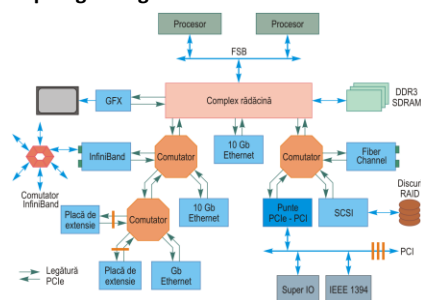 Procesor
Procesor
FSB
GFX
Complex rădăcină
DDR3
SDRAM
InfiniBand
Comutator
10 Gb
Ethernet
Comutator
Fiber
Channel
Comutator
InfiniBand
Placă de
extensie
Comutator
10 Gb
Ethernet
Punte
PCIe - PCI
SCSI
Discuri
RAID
Legătură
PCIe
Placă de
extensie
Gb
Ethernet
PCI
Super IO
IEEE 1394